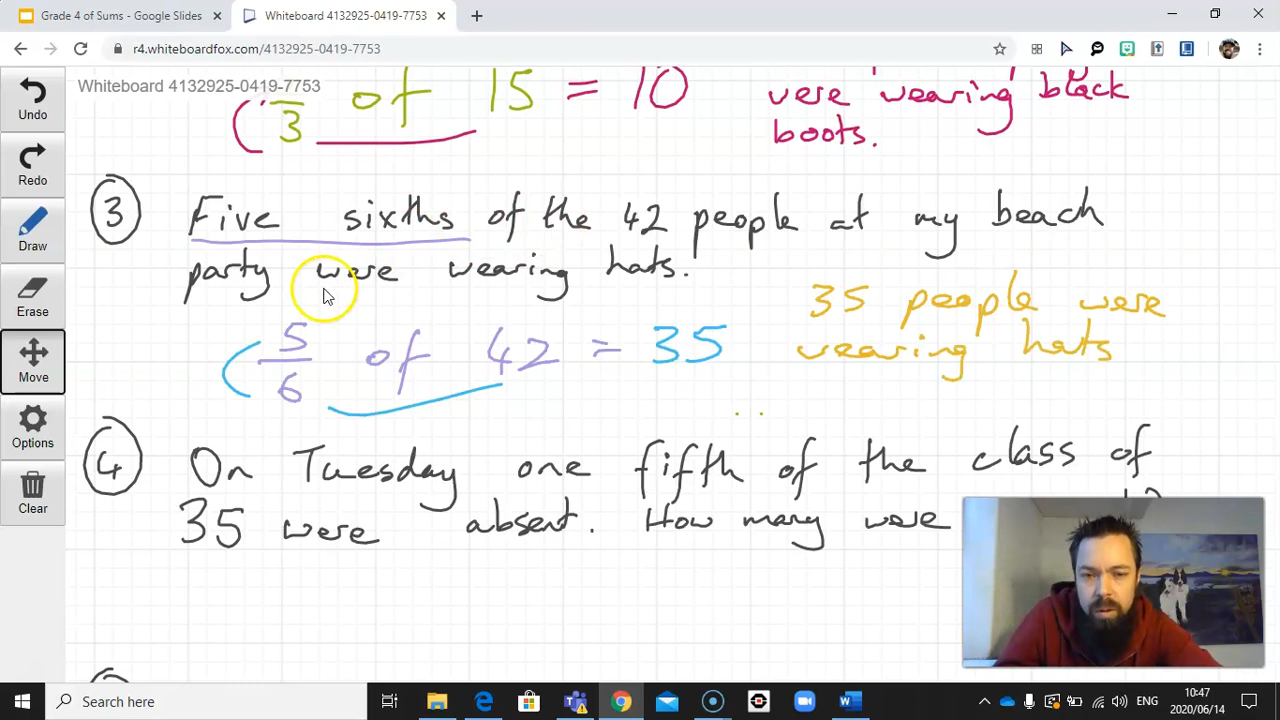 Grade 4 of Sums - Google Slides
Whiteboard 4132925-0419-7753
r4.whiteboardfox.com/4132925-0419-7753
Whiteboard 4132925-0419-7753
Undo
Redo
Draw
Erase
Move
Options
Clear
3 of 15 = 10
were wearing black
boots.
3 Five sixths of the 42 people at my beach
party were wearing hats.
5/6 of 42 = 35
35 people were
wearing hats
4 On Tuesday one fifth of the class of
35 were absent. How many were
Search here
ENG
10:47
2020/06/14